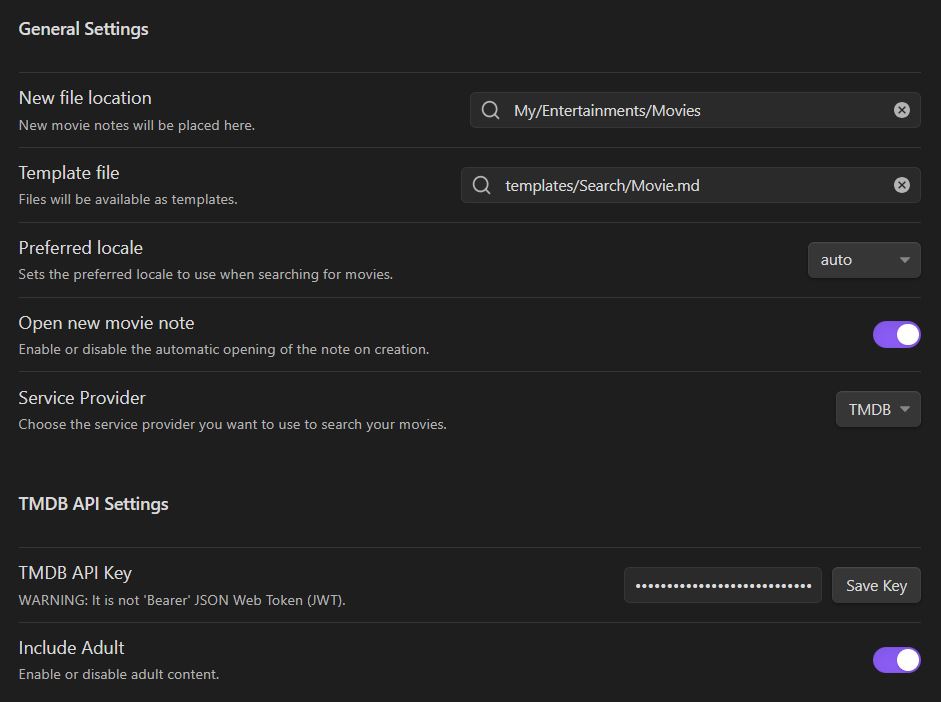 General Settings
New file location
New movie notes will be placed here.
My/Entertainments/Movies
Template file
Files will be available as templates.
templates/Search/Movie.md
Preferred locale
Sets the preferred locale to use when searching for movies.
auto
Open new movie note
Enable or disable the automatic opening of the note on creation.
Service Provider
Choose the service provider you want to use to search your movies.
TMDB
TMDB API Settings
TMDB API Key
WARNING: It is not 'Bearer' JSON Web Token (JWT).
Save Key
Include Adult
Enable or disable adult content.